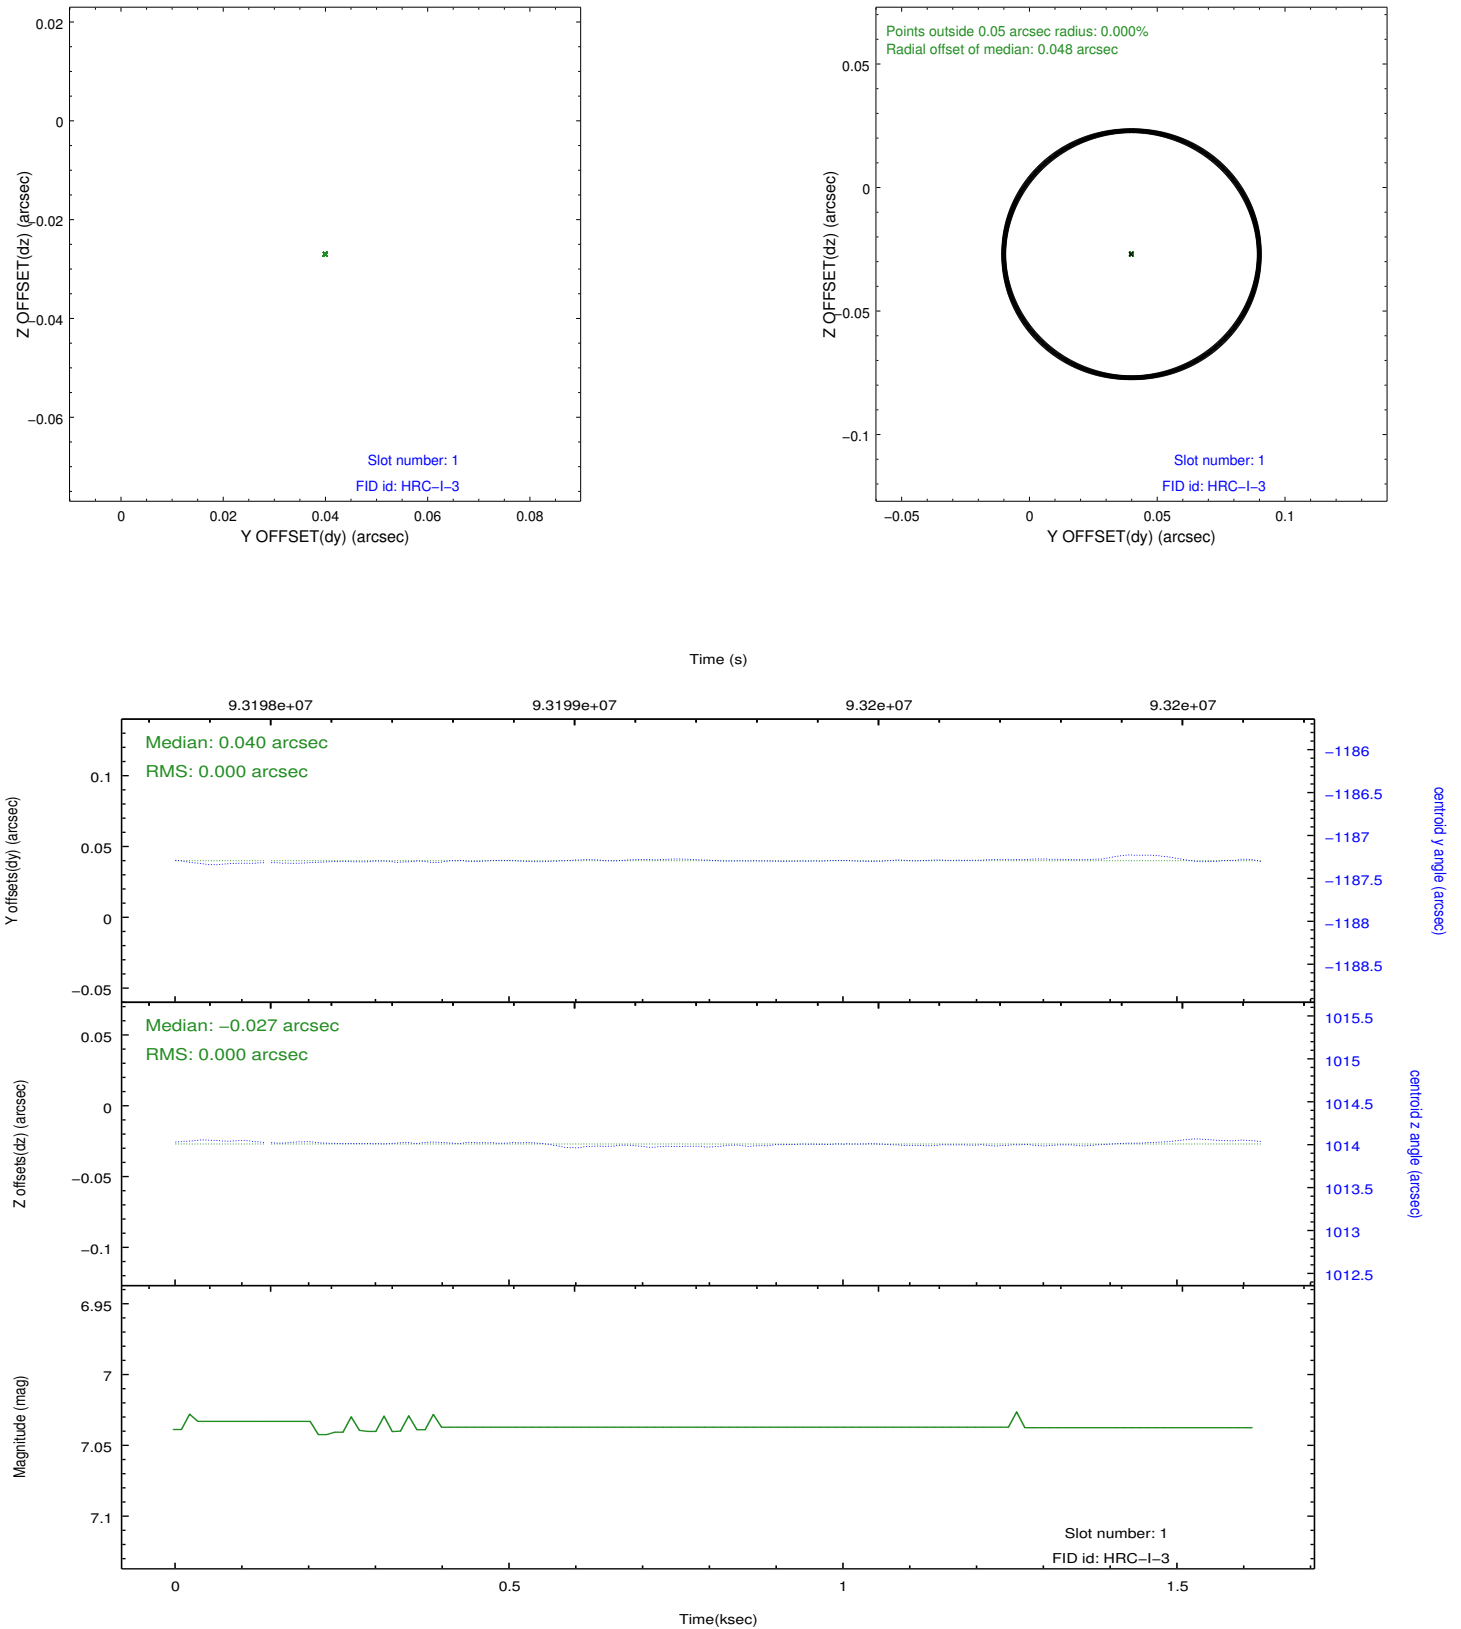 0.02
0
−0.02
−0.04
−0.06
Z OFFSET(dz) (arcsec)
Slot number: 1
FID id: HRC−I−3
0 0.02 0.04 0.06 0.08
Y OFFSET(dy) (arcsec)
Points outside 0.05 arcsec radius: 0.000%
Radial offset of median: 0.048 arcsec
0.05
0
−0.05
−0.1
Z OFFSET(dz) (arcsec)
Slot number: 1
FID id: HRC−I−3
−0.05 0 0.05 0.1
Y OFFSET(dy) (arcsec)
Time (s)
9.3198e+07 9.3199e+07 9.32e+07 9.32e+07
Median: 0.040 arcsec
RMS: 0.000 arcsec
0.1
0.05
0
−0.05
Y offsets(dy) (arcsec)
−1186
−1186.5
−1187
−1187.5
−1188
−1188.5
centroid y angle (arcsec)
Median: −0.027 arcsec
RMS: 0.000 arcsec
0.05
0
−0.05
−0.1
Z offsets(dz) (arcsec)
1015.5
1015
1014.5
1014
1013.5
1013
1012.5
centroid z angle (arcsec)
6.95
7
7.05
7.1
Magnitude (mag)
Slot number: 1
FID id: HRC−I−3
0 0.5 1 1.5
Time(ksec)